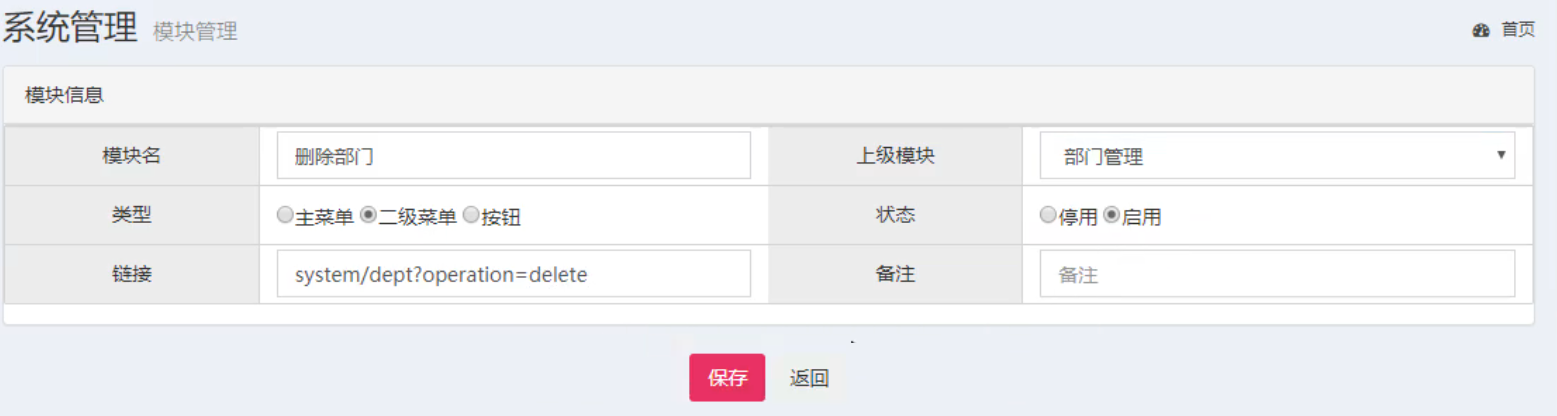 系统管理 模块管理 首页
模块信息
模块名 删除部门 上级模块 部门管理
类型 主菜单 二级菜单 按钮 状态 停用 启用
链接 system/dept?operation=delete 备注 备注
保存 返回